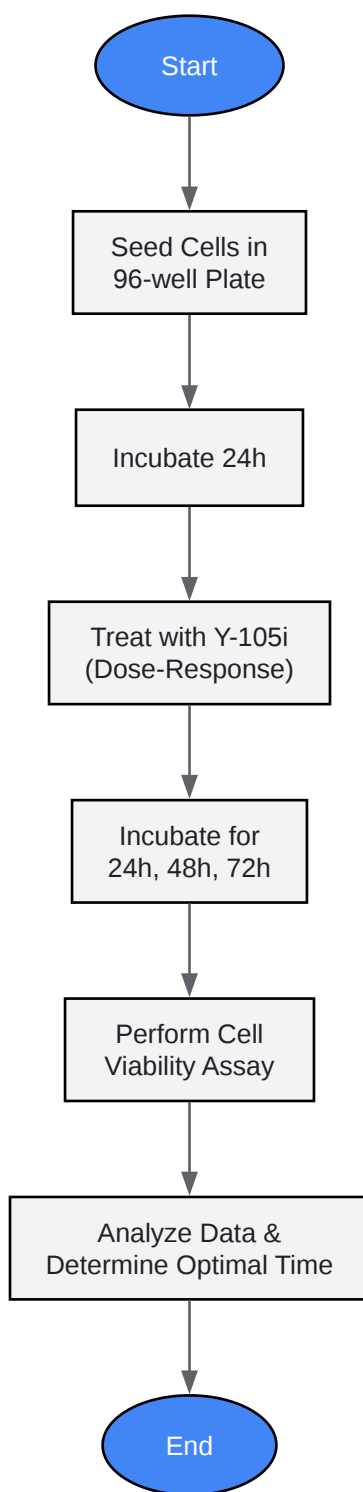 Start
Seed Cells in
96-well Plate
Incubate 24h
Treat with Y-105i
(Dose-Response)
Incubate for
24h, 48h, 72h
Perform Cell
Viability Assay
Analyze Data &
Determine Optimal Time
End